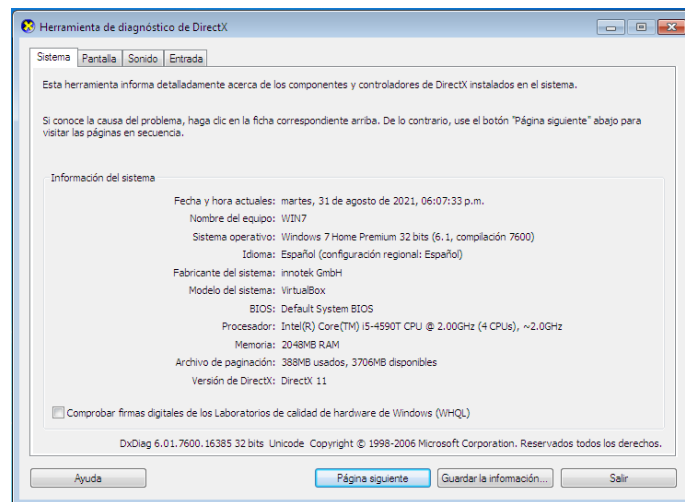 Herramienta de diagnóstico de DirectX
Sistema Pantalla Sonido Entrada
Esta herramienta informa detalladamente acerca de los componentes y controladores de DirectX instalados en el sistema.
Si conoce la causa del problema, haga clic en la ficha correspondiente arriba. De lo contrario, use el botón "Página siguiente" abajo para
visitar las páginas en secuencia.
Información del sistema
Fecha y hora actuales: martes, 31 de agosto de 2021, 06:07:33 p.m.
Nombre del equipo: WIN7
Sistema operativo: Windows 7 Home Premium 32 bits (6.1, compilación 7600)
Idioma: Español (configuración regional: Español)
Fabricante del sistema: innotek GmbH
Modelo del sistema: VirtualBox
BIOS: Default System BIOS
Procesador: Intel(R) Core(TM) i5-4590T CPU @ 2.00GHz (4 CPUs), ~2.0GHz
Memoria: 2048MB RAM
Archivo de paginación: 388MB usados, 3706MB disponibles
Versión de DirectX: DirectX 11
Comprobar firmas digitales de los Laboratorios de calidad de hardware de Windows (WHQL)
DxDiag 6.01.7600.16385 32 bits Unicode Copyright © 1998-2006 Microsoft Corporation. Reservados todos los derechos.
Ayuda Página siguiente Guardar la información... Salir